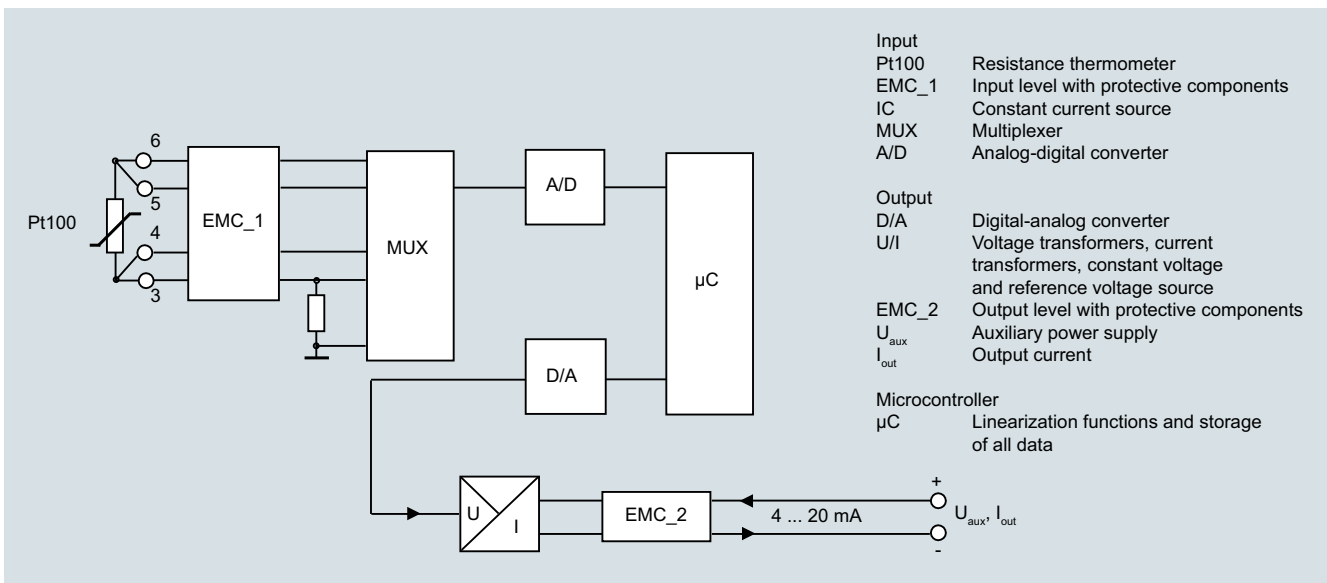 6
5
Pt100
4
3
EMC_1
MUX
A/D
D/A
µC
U
I
EMC_2
4 ... 20 mA
+
-
Uaux, Iout
Input
Pt100 Resistance thermometer
EMC_1 Input level with protective components
IC Constant current source
MUX Multiplexer
A/D Analog-digital converter
Output
D/A Digital-analog converter
U/I Voltage transformers, current
transformers, constant voltage
and reference voltage source
EMC_2 Output level with protective components
Uaux Auxiliary power supply
Iout Output current
Microcontroller
µC Linearization functions and storage
of all data